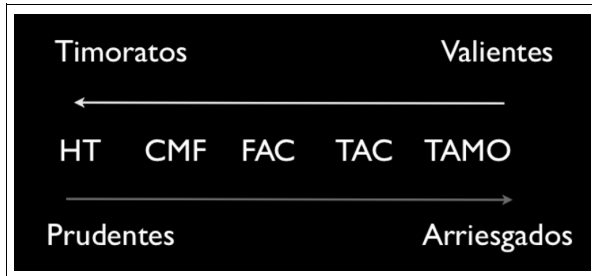 Timoratos Valientes
HT CMF FAC TAC TAMO
Prudentes Arriesgados